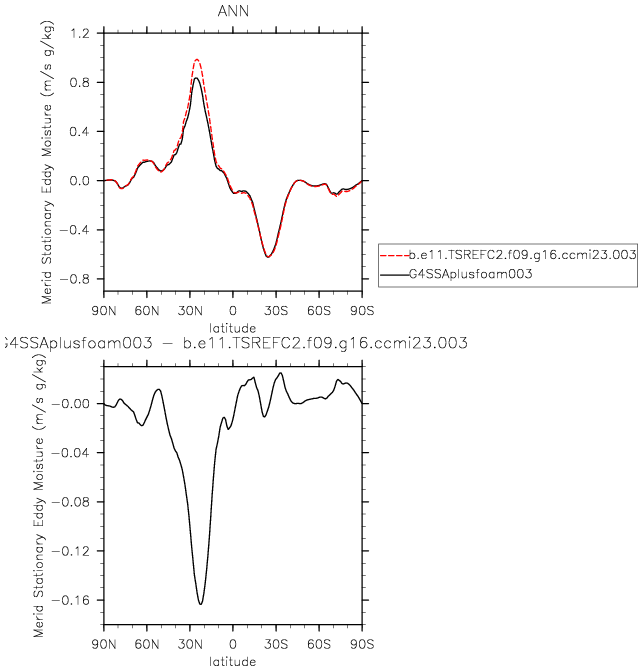 ANN
Merid Stationary Eddy Moisture (m/s g/kg)
1.2
0.8
0.4
0.0
−0.4
−0.8
90N 60N 30N 0 30S 60S 90S
latitude
b.e11.TSREFC2.f09.g16.ccmi23.003
G4SSAplusfoam003
G4SSAplusfoam003 − b.e11.TSREFC2.f09.g16.ccmi23.003
Merid Stationary Eddy Moisture (m/s g/kg)
−0.00
−0.04
−0.08
−0.12
−0.16
90N 60N 30N 0 30S 60S 90S
latitude